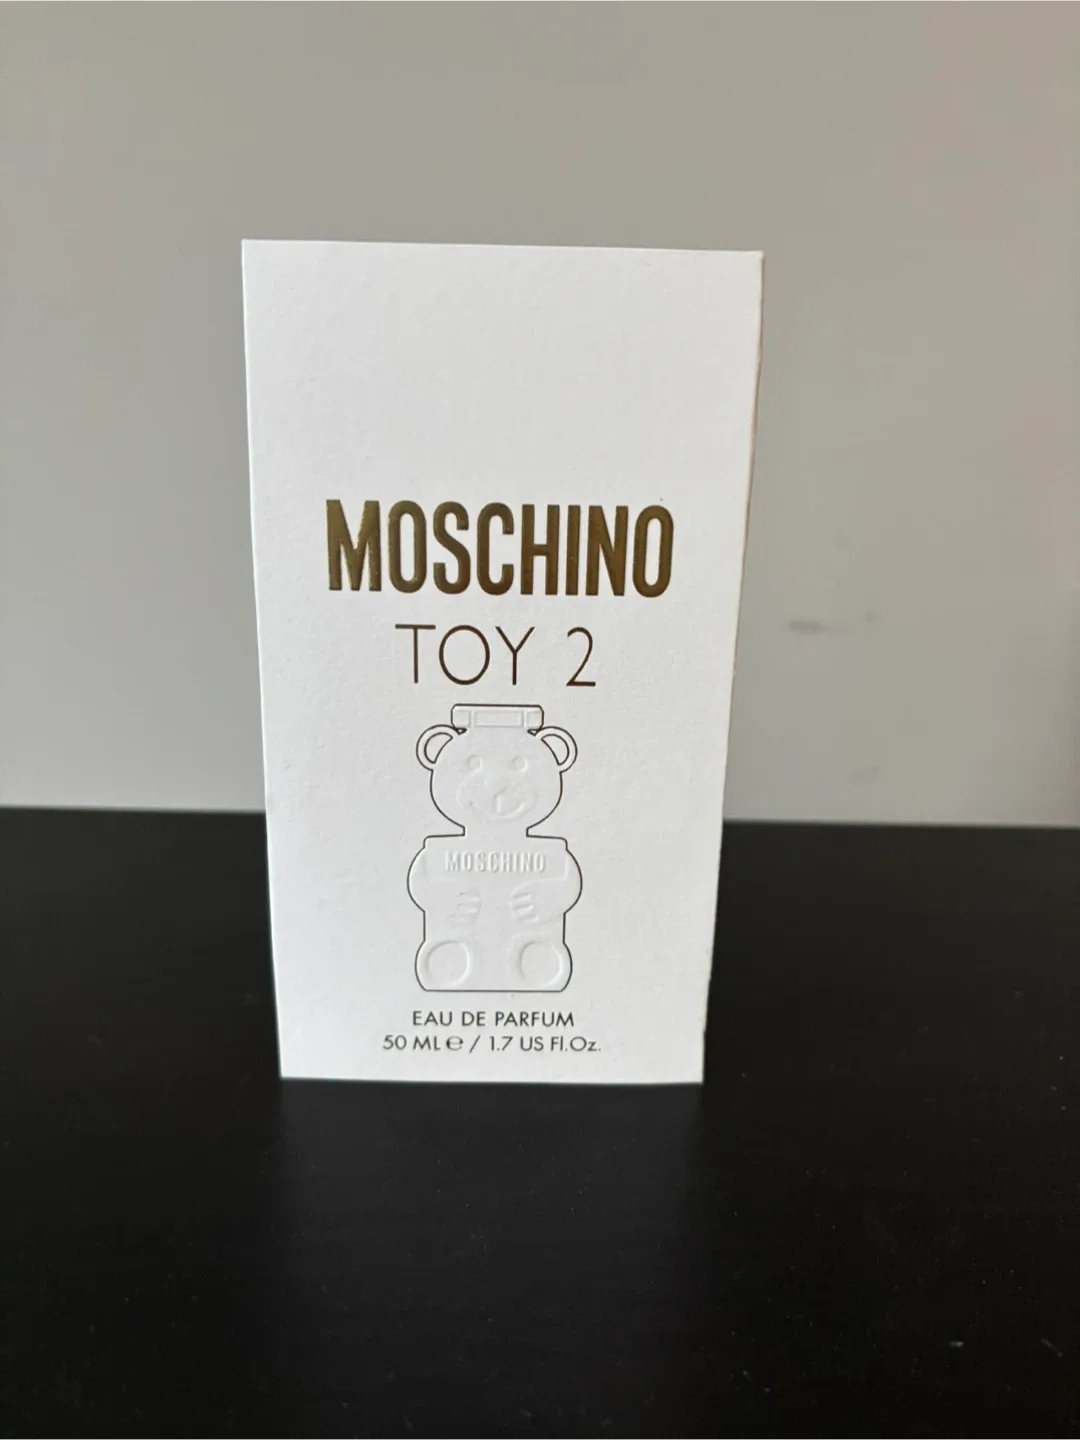 MOSCHINO
TOY 2
MOSCHINO
EAU DE PARFUM
50 ML ℮ / 1.7 US Fl.Oz.